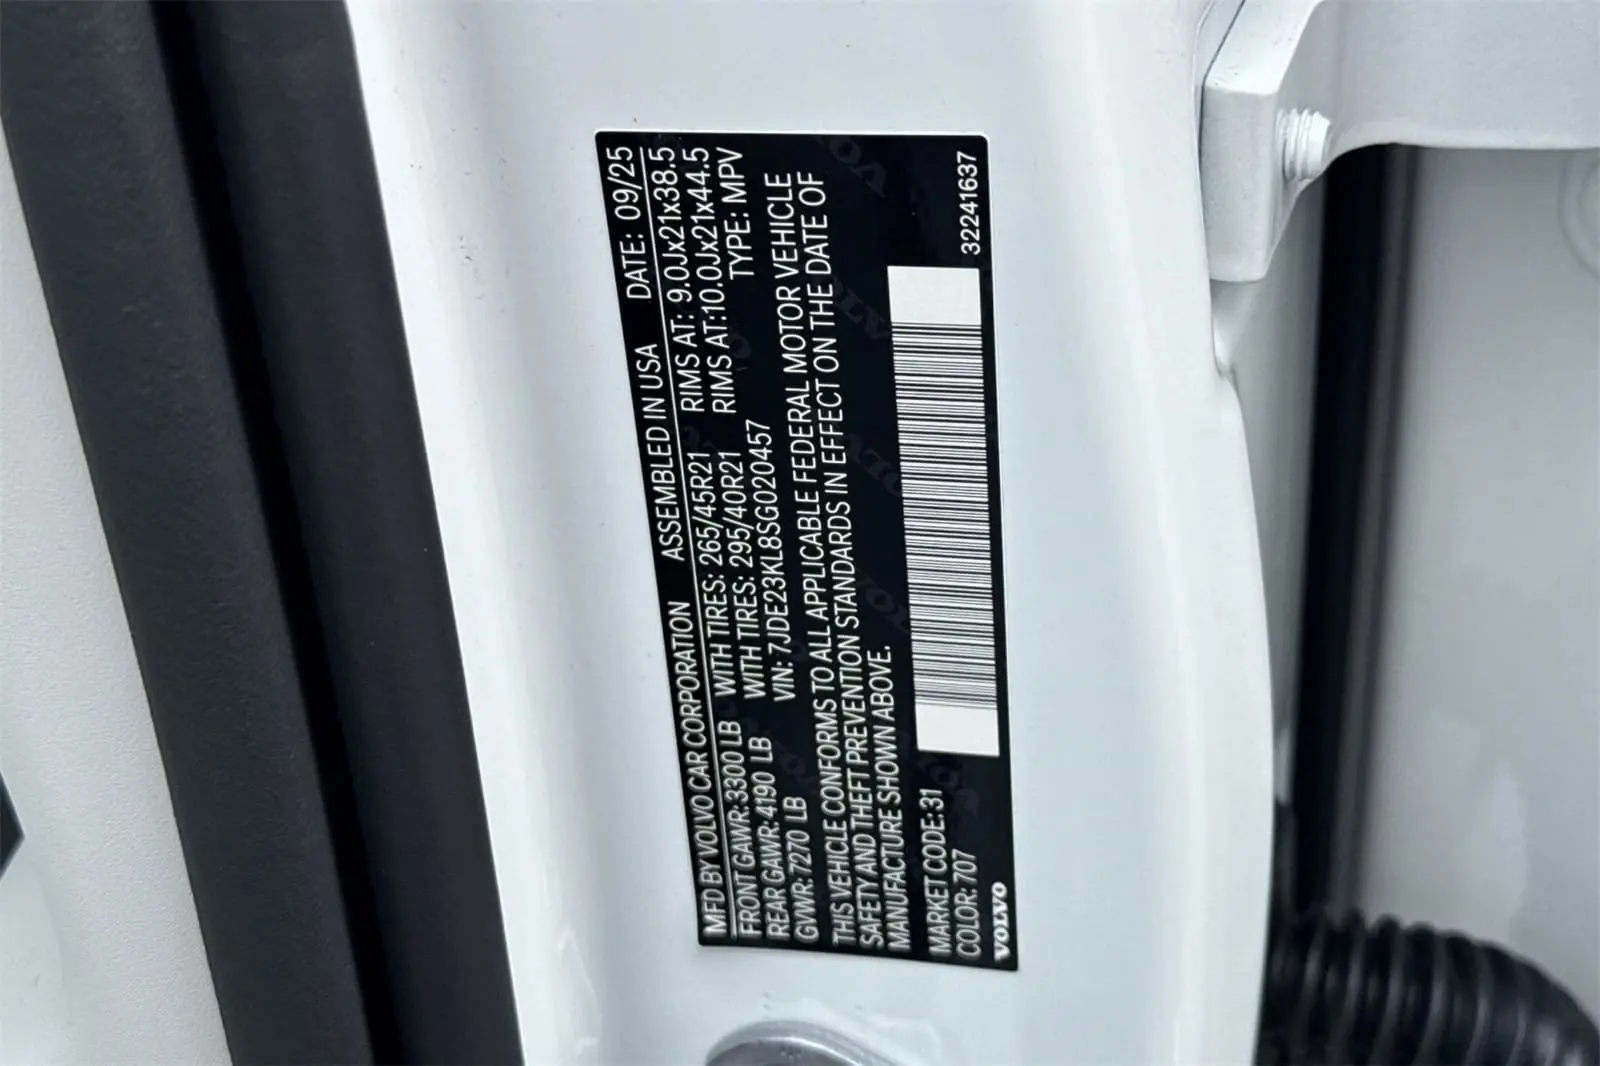 MFD BY VOLVO CAR CORPORATION ASSEMBLED IN USA DATE: 09/25
FRONT GAWR: 3300 LB WITH TIRES: 265/45R21 RIMS AT: 9.0Jx21x38.5
REAR GAWR: 4190 LB WITH TIRES: 295/40R21 RIMS AT: 10.0Jx21x44.5
GVWR: 7270 LB VIN: 7JDE23KL8SG020457 TYPE: MPV
THIS VEHICLE CONFORMS TO ALL APPLICABLE FEDERAL MOTOR VEHICLE
SAFETY AND THEFT PREVENTION STANDARDS IN EFFECT ON THE DATE OF
MANUFACTURE SHOWN ABOVE.
MARKET CODE: 31
COLOR: 707
VOLVO 32241637